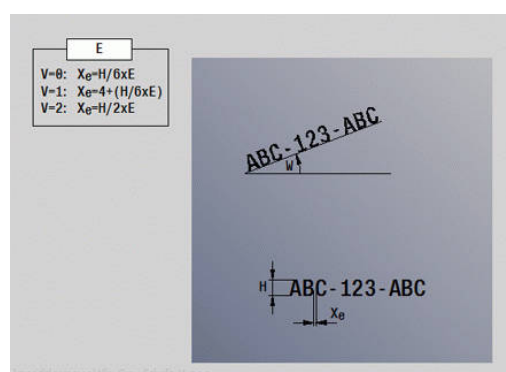 E
V=0: Xe=H/6xE
V=1: Xe=4+(H/6xE)
V=2: Xe=H/2xE
ABC-123-ABC
W
H ABC-123-ABC
Xe